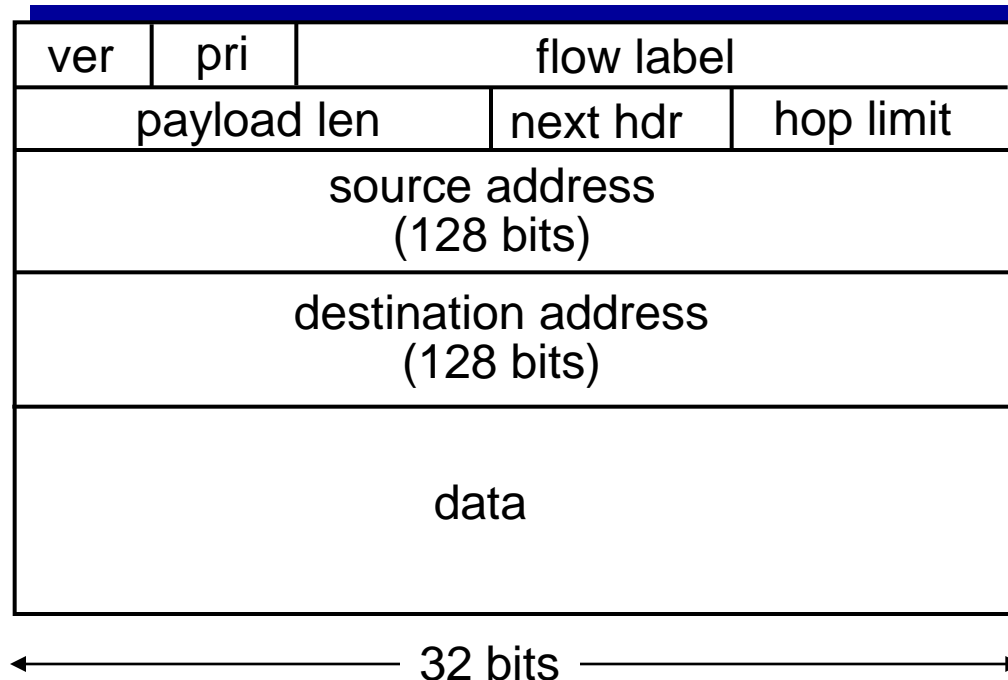 ver pri flow label
payload len next hdr hop limit
source address
(128 bits)
destination address
(128 bits)
data
32 bits